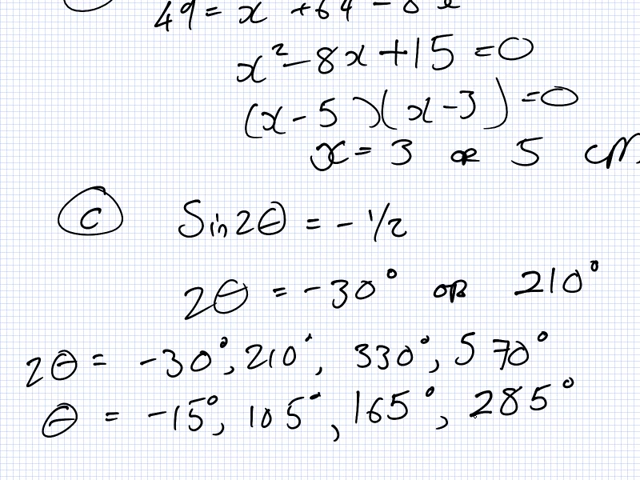 49 = x + 64 - 8x
x² - 8x + 15 = 0
(x - 5)(x - 3) = 0
x = 3 or 5 cm
c Sin2θ = - 1/2
2θ = -30° or 210°
2θ = -30°, 210°, 330°, 570°
θ = -15°, 105°, 165°, 285°